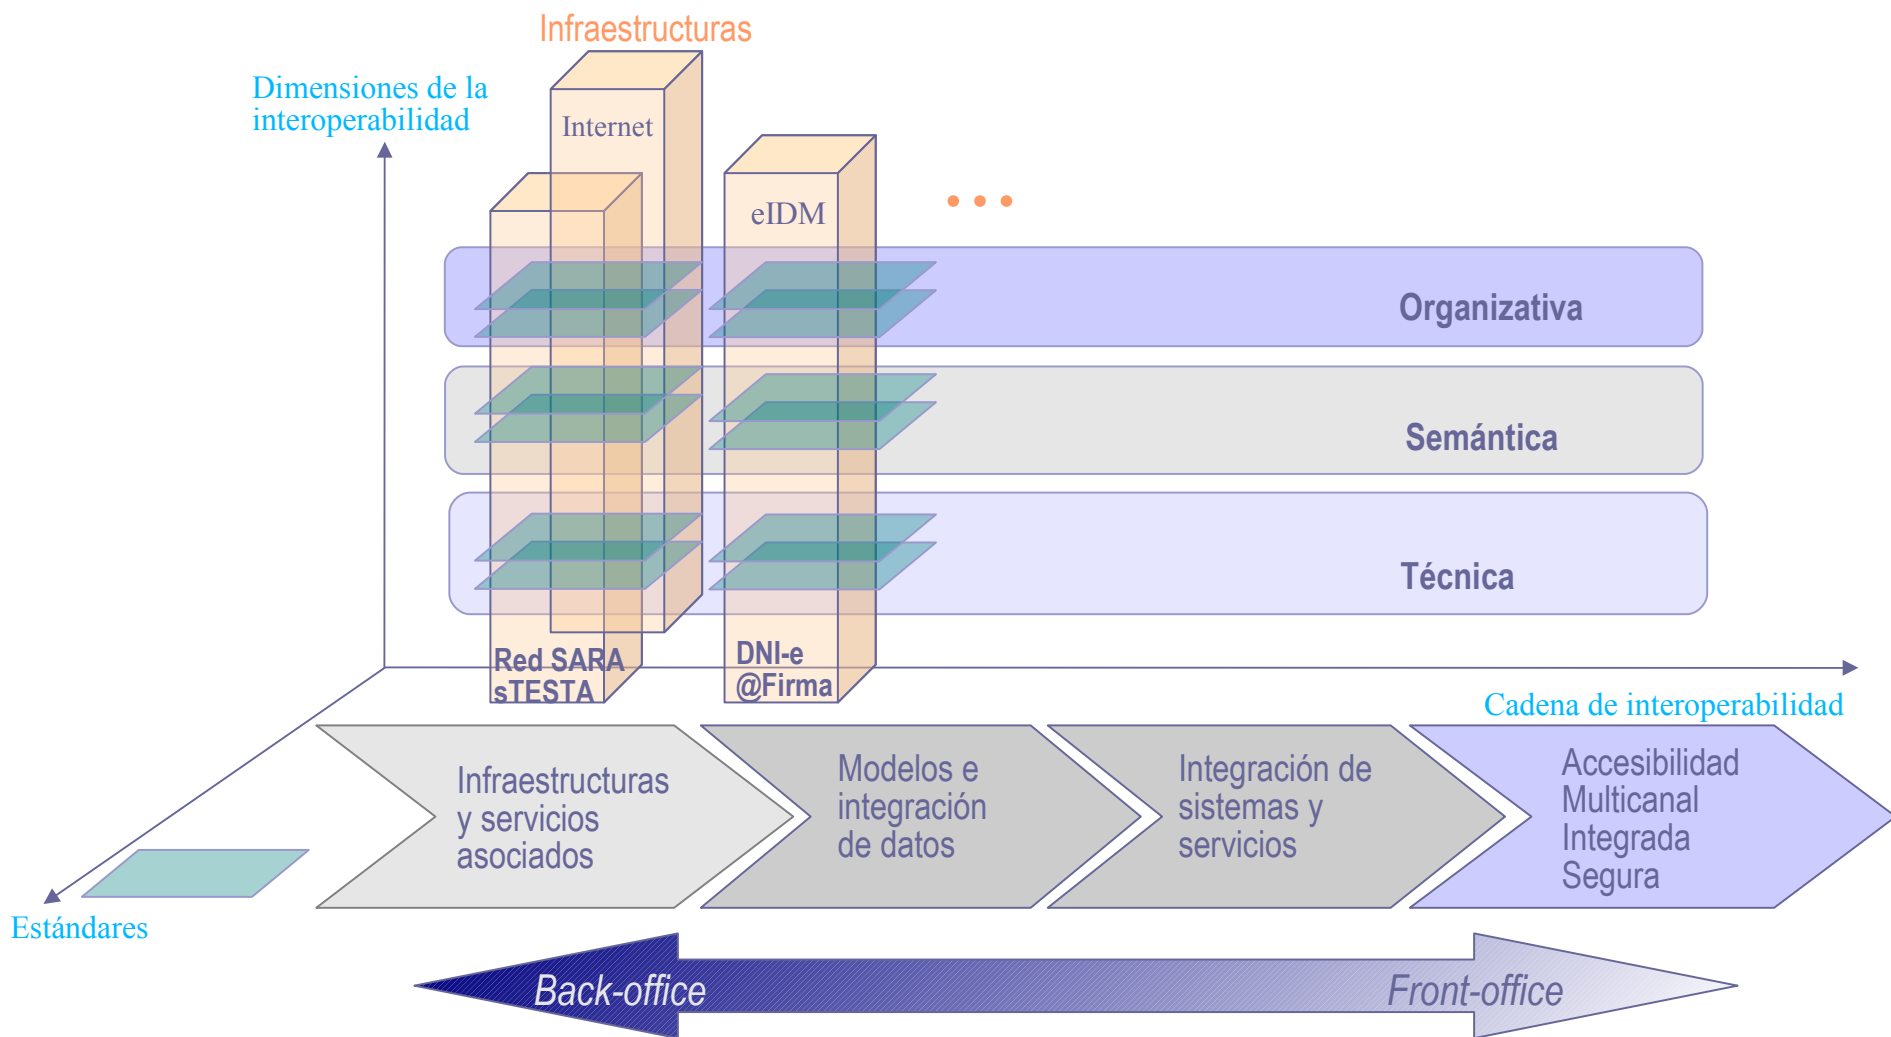 Infraestructuras
Dimensiones de la
interoperabilidad
Internet
eIDM
...
Organizativa
Semántica
Técnica
Red SARA
sTESTA
DNI-e
@Firma
Cadena de interoperabilidad
Infraestructuras
y servicios
asociados
Modelos e
integración
de datos
Integración de
sistemas y
servicios
Accesibilidad
Multicanal
Integrada
Segura
Estándares
Back-office
Front-office